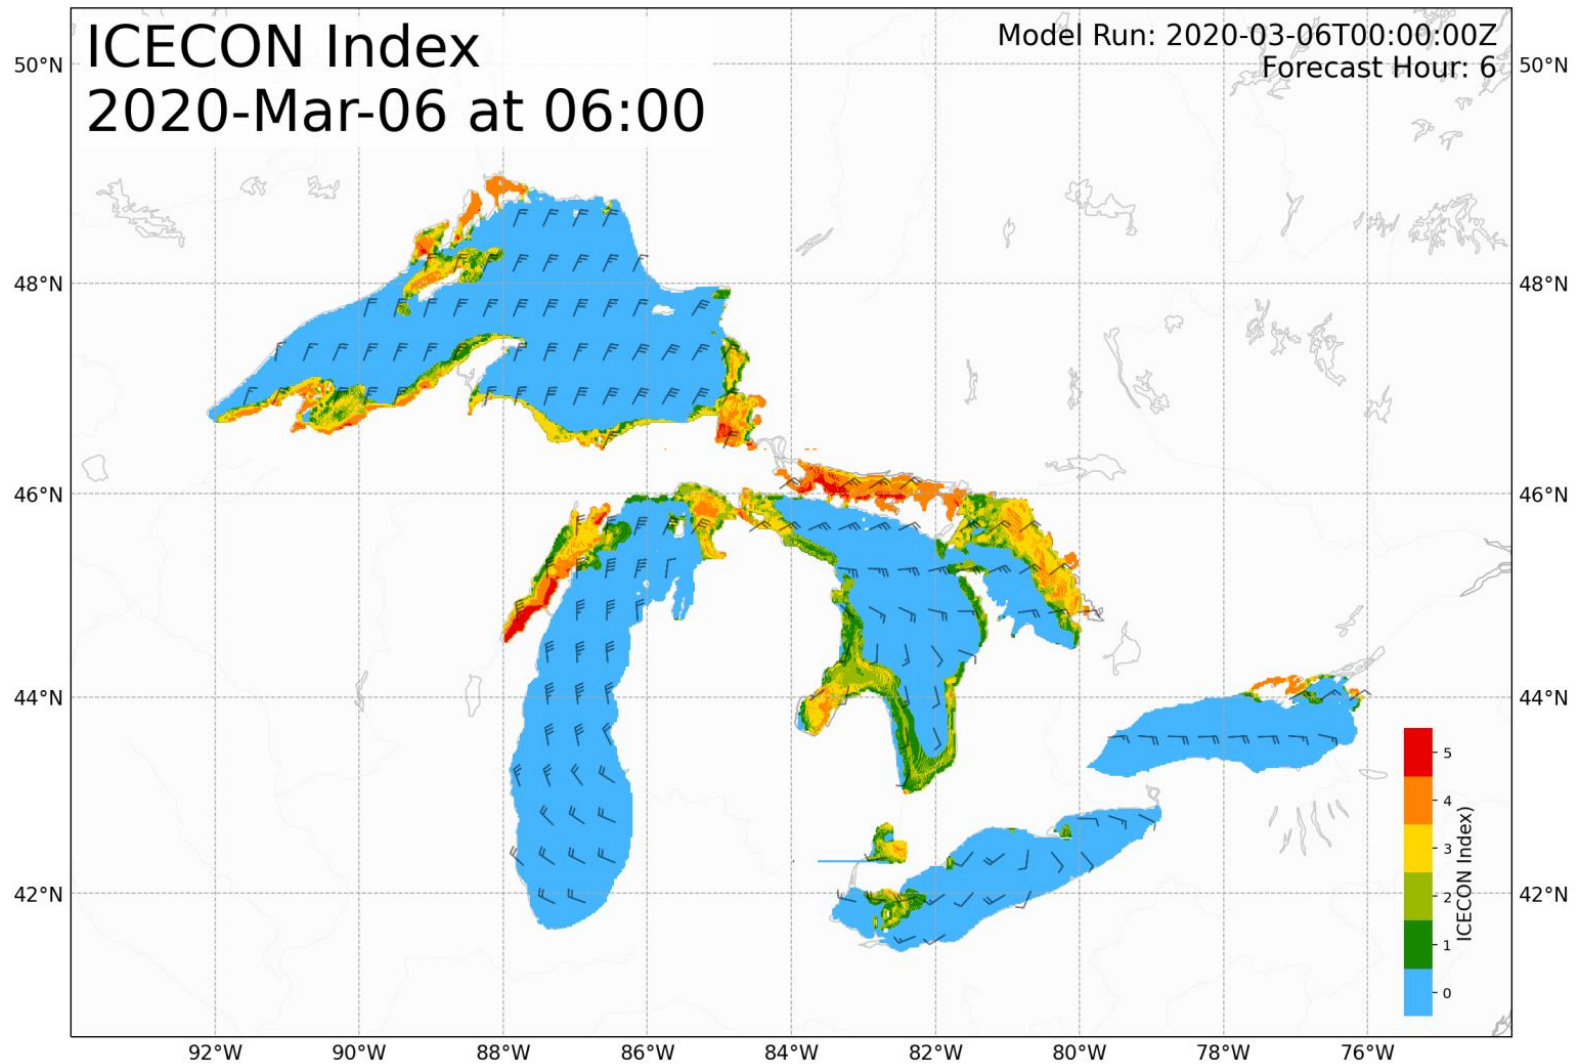 ICECON Index
2020-Mar-06 at 06:00
Model Run: 2020-03-06T00:00:00Z
Forecast Hour: 6
50°N
50°N
48°N
48°N
46°N
46°N
44°N
44°N
42°N
42°N
5
4
3
2
1
0
ICECON Index)
92°W
90°W
88°W
86°W
84°W
82°W
80°W
78°W
76°W